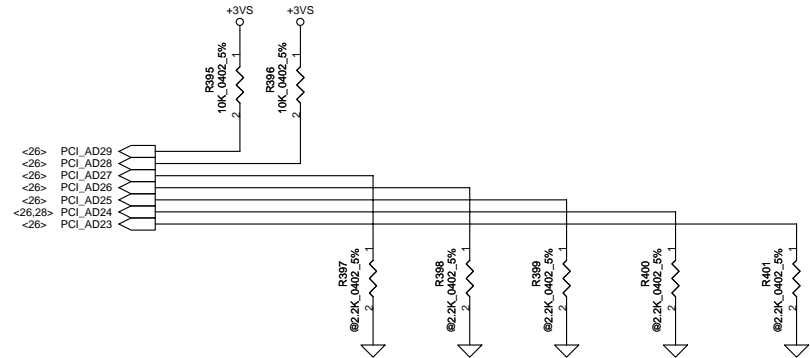 +3VS
+3VS
R395
10K_0402_5%
1
2
R396
10K_0402_5%
1
2
<26> PCI_AD29
<26> PCI_AD28
<26> PCI_AD27
<26> PCI_AD26
<26> PCI_AD25
<26,28> PCI_AD24
<26> PCI_AD23
R397
@2.2K_0402_5%
1
2
R398
@2.2K_0402_5%
1
2
R399
@2.2K_0402_5%
1
2
R400
@2.2K_0402_5%
1
2
R401
@2.2K_0402_5%
1
2